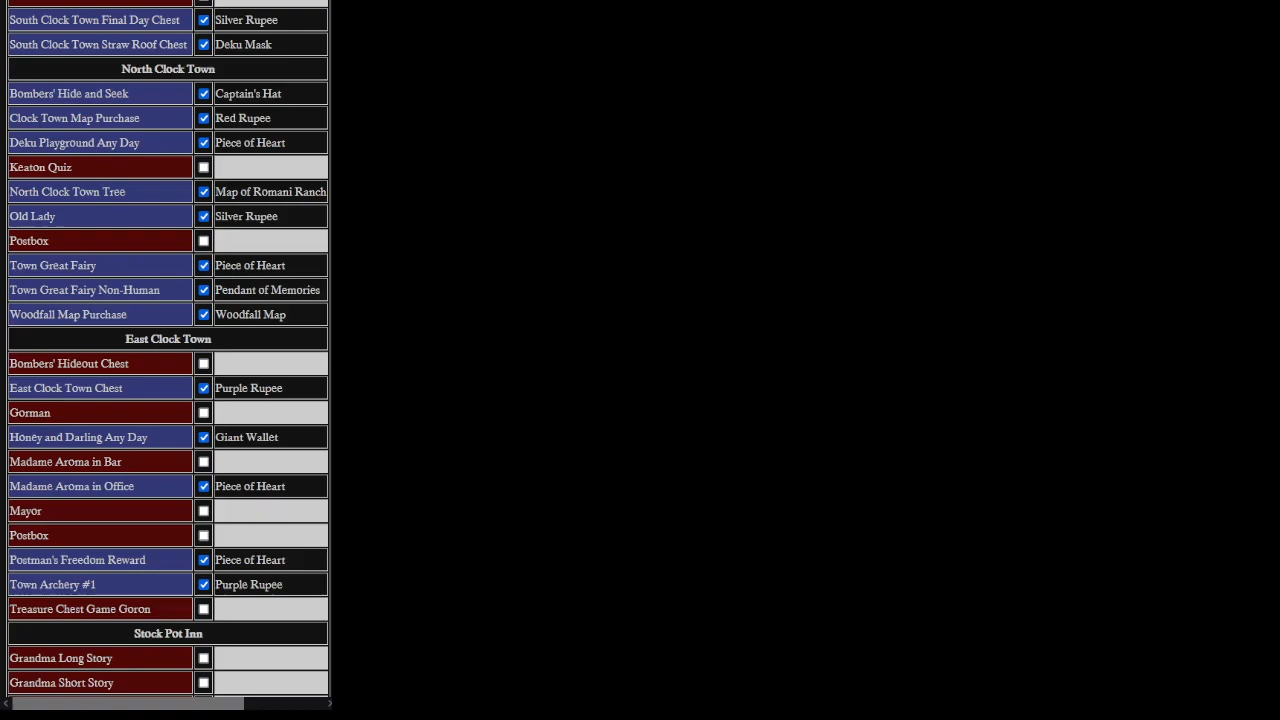 South Clock Town Final Day Chest Silver Rupee
South Clock Town Straw Roof Chest Deku Mask
North Clock Town
Bombers' Hide and Seek Captain's Hat
Clock Town Map Purchase Red Rupee
Deku Playground Any Day Piece of Heart
Keaton Quiz
North Clock Town Tree Map of Romani Ranch
Old Lady Silver Rupee
Postbox
Town Great Fairy Piece of Heart
Town Great Fairy Non-Human Pendant of Memories
Woodfall Map Purchase Woodfall Map
East Clock Town
Bombers' Hideout Chest
East Clock Town Chest Purple Rupee
Gorman
Honey and Darling Any Day Giant Wallet
Madame Aroma in Bar
Madame Aroma in Office Piece of Heart
Mayor
Postbox
Postman's Freedom Reward Piece of Heart
Town Archery #1 Purple Rupee
Treasure Chest Game Goron
Stock Pot Inn
Grandma Long Story
Grandma Short Story